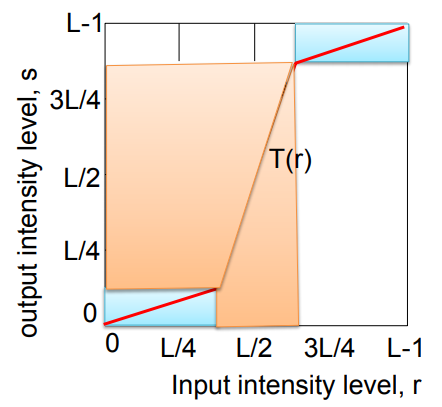 L-1
3L/4
L/2
L/4
0
output intensity level, s
T(r)
0
L/4
L/2
3L/4
L-1
Input intensity level, r